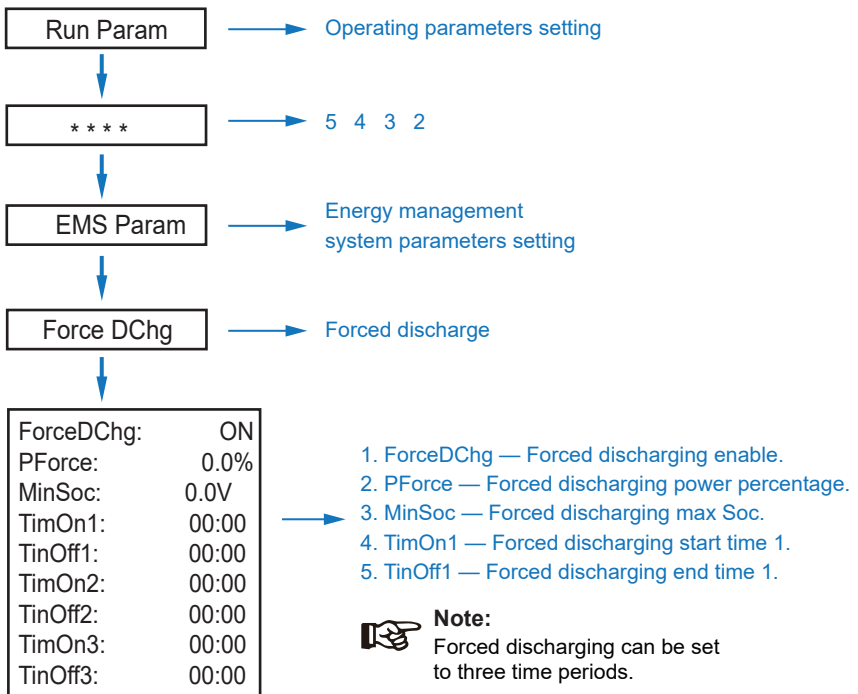 Run Param
Operating parameters setting
* * * *
5 4 3 2
EMS Param
Energy management
system parameters setting
Force DChg
Forced discharge
ForceDChg: ON
PForce: 0.0%
MinSoc: 0.0V
TimOn1: 00:00
TinOff1: 00:00
TimOn2: 00:00
TinOff2: 00:00
TimOn3: 00:00
TinOff3: 00:00
1. ForceDChg — Forced discharging enable.
2. PForce — Forced discharging power percentage.
3. MinSoc — Forced discharging max Soc.
4. TimOn1 — Forced discharging start time 1.
5. TinOff1 — Forced discharging end time 1.
Note:
Forced discharging can be set
to three time periods.